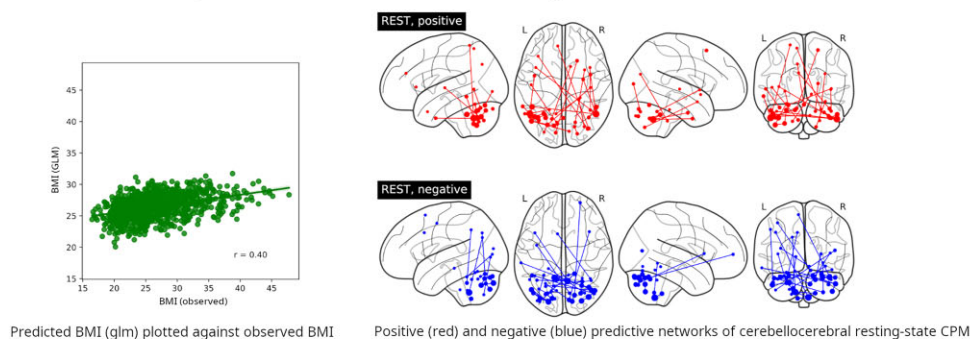 BMI (GLM)
45
40
35
30
25
20
15
15 20 25 30 35 40 45
r = 0.40
BMI (observed)
Predicted BMI (glm) plotted against observed BMI
REST, positive
L R L R
REST, negative
L R L R
Positive (red) and negative (blue) predictive networks of cerebellocerebral resting-state CPM